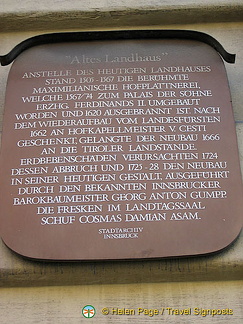 "Altes Landhaus"
ANSTELLE DES HEUTIGEN LANDHAUSES
STAND 1501-1567 DIE BERÜHMTE
MAXIMILIANISCHE HOFPLATTNEREI,
WELCHE 1567/74 ZUM PALAIS DER SÖHNE
ERZHG. FERDINANDS II. UMGEBAUT
WORDEN UND 1620 AUSGEBRANNT IST. NACH
DEM WIEDERAUFBAU VOM LANDESFÜRSTEN
1662 AN HOFKAPELLMEISTER V. CESTI
GESCHENKT, GELANGTE DER NEUBAU 1666
AN DIE TIROLER LANDSTÄNDE.
ERDBEBENSCHÄDEN VERURSACHTEN 1724
DESSEN ABBRUCH UND 1725-28 DEN NEUBAU
IN SEINER HEUTIGEN GESTALT, AUSGEFÜHRT
DURCH DEN BEKANNTEN INNSBRUCKER
BAROKBAUMEISTER GEORG ANTON GUMPP.
DIE FRESKEN IM LANDTAGSSAAL
SCHUF COSMAS DAMIAN ASAM.
STADTARCHIV
INNSBRUCK
© Helen Page / Travel Signposts